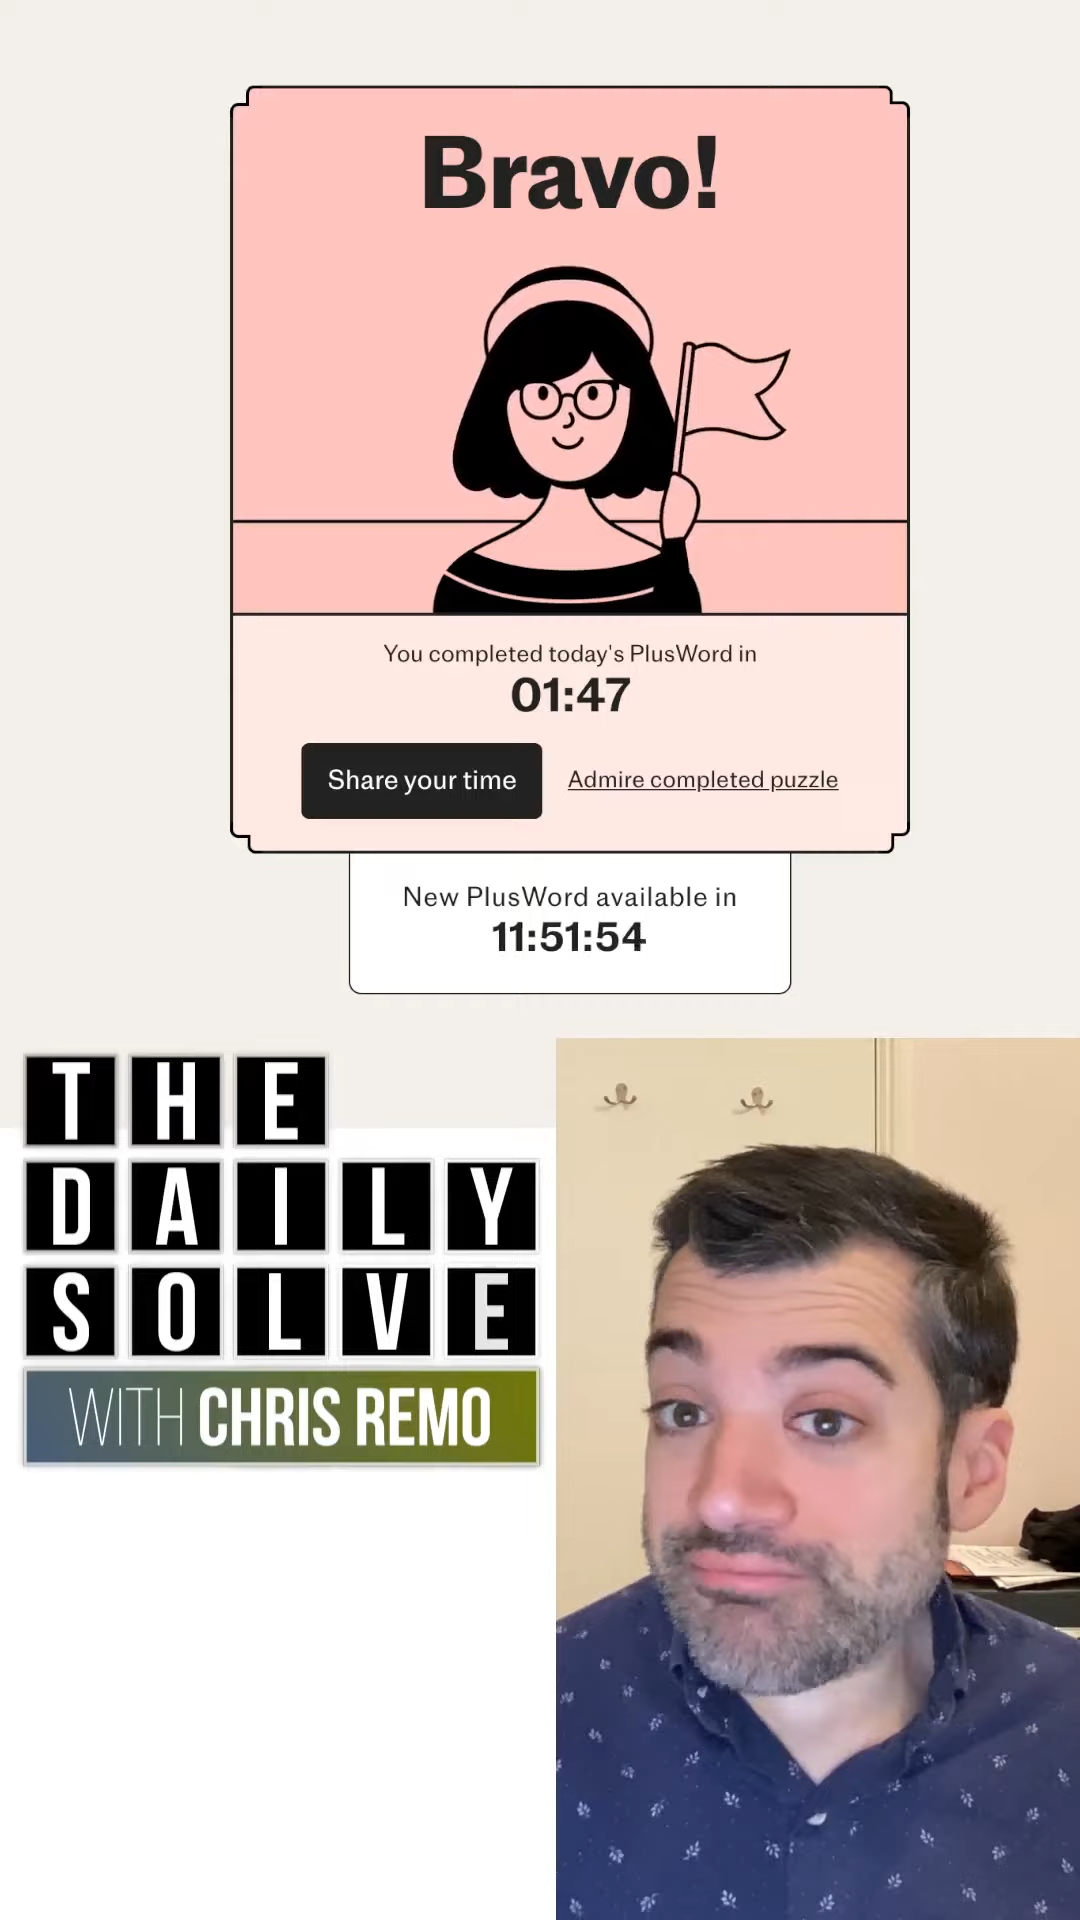 Bravo!
You completed today's PlusWord in
01:47
Share your time
Admire completed puzzle
New PlusWord available in
11:51:54
THE
DAILY
SOLVE
WITH CHRIS REMO